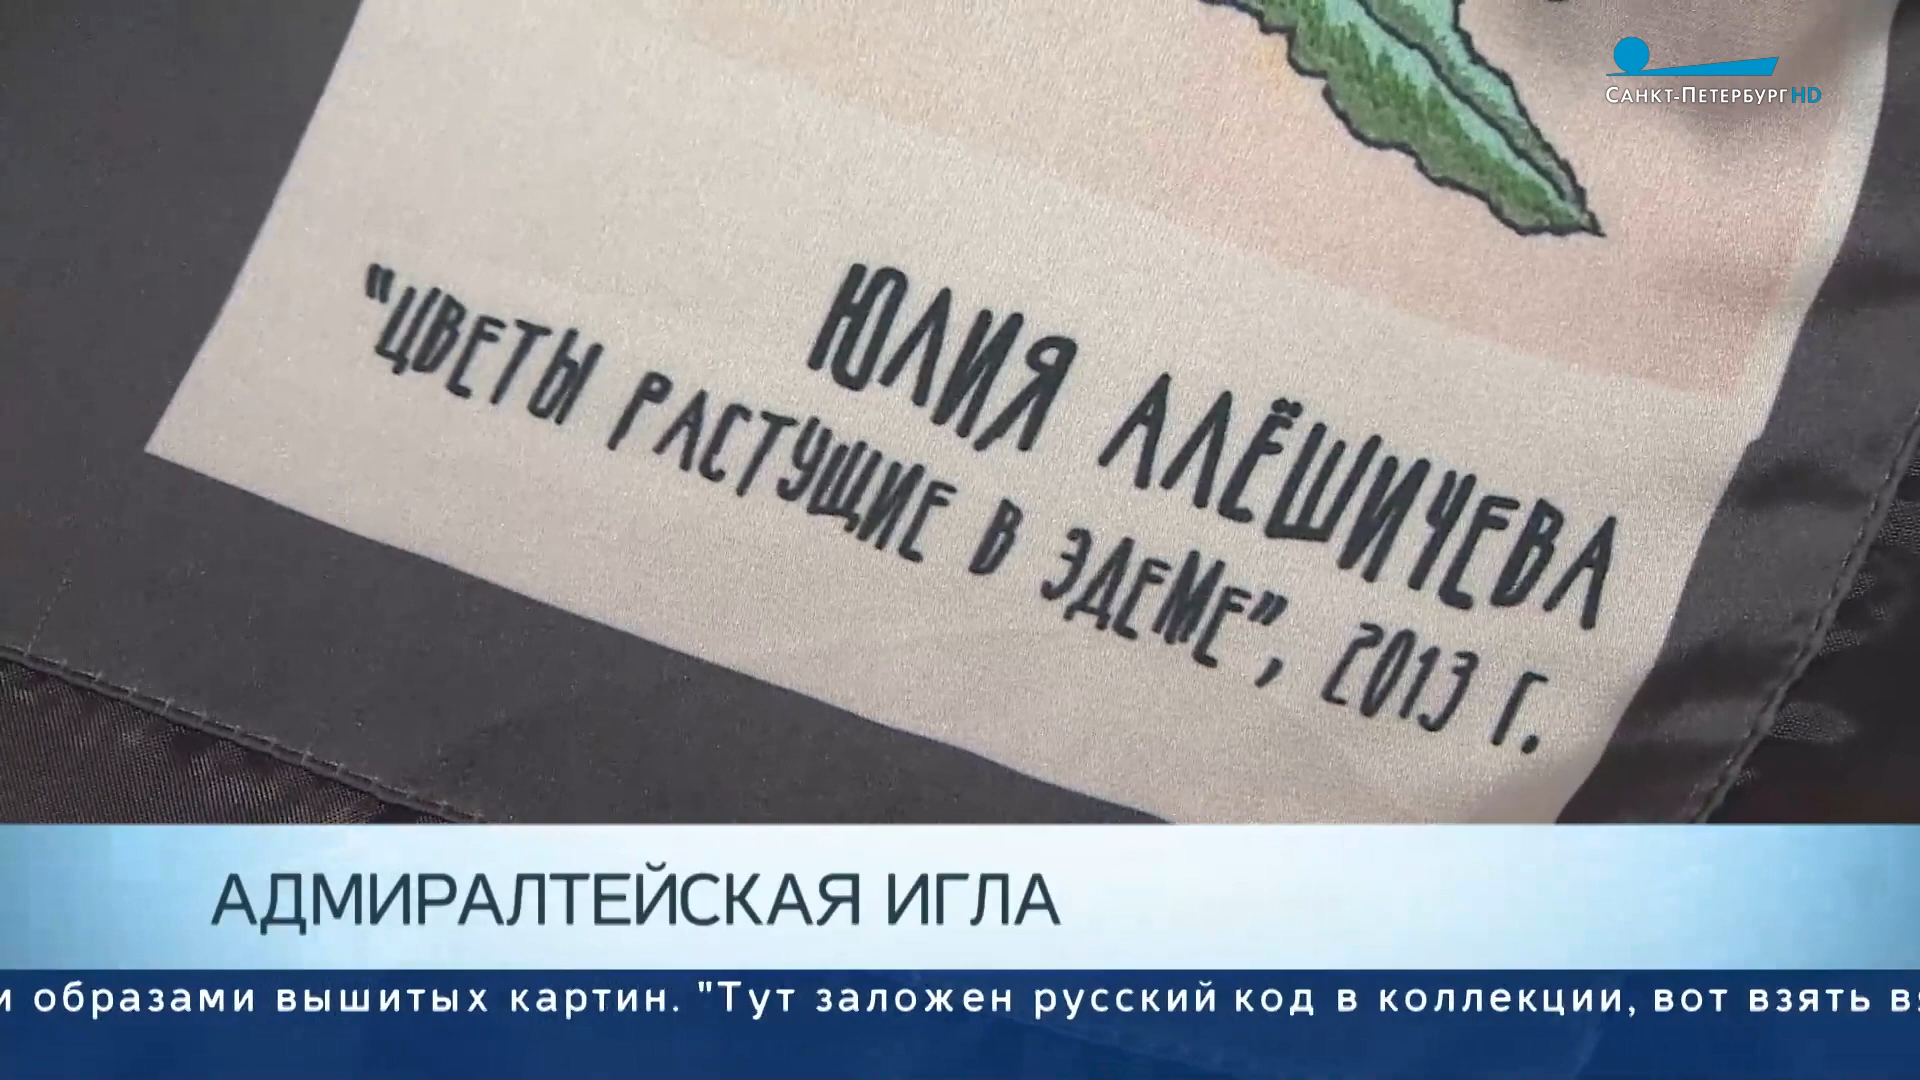 Санкт-Петербург HD
ЮЛИЯ АЛЁШИЧЕВА
"ЦВЕТЫ РАСТУЩИЕ В ЭДЕМЕ", 2013 Г.
АДМИРАЛТЕЙСКАЯ ИГЛА
и образами вышитых картин. "Тут заложен русский код в коллекции, вот взять